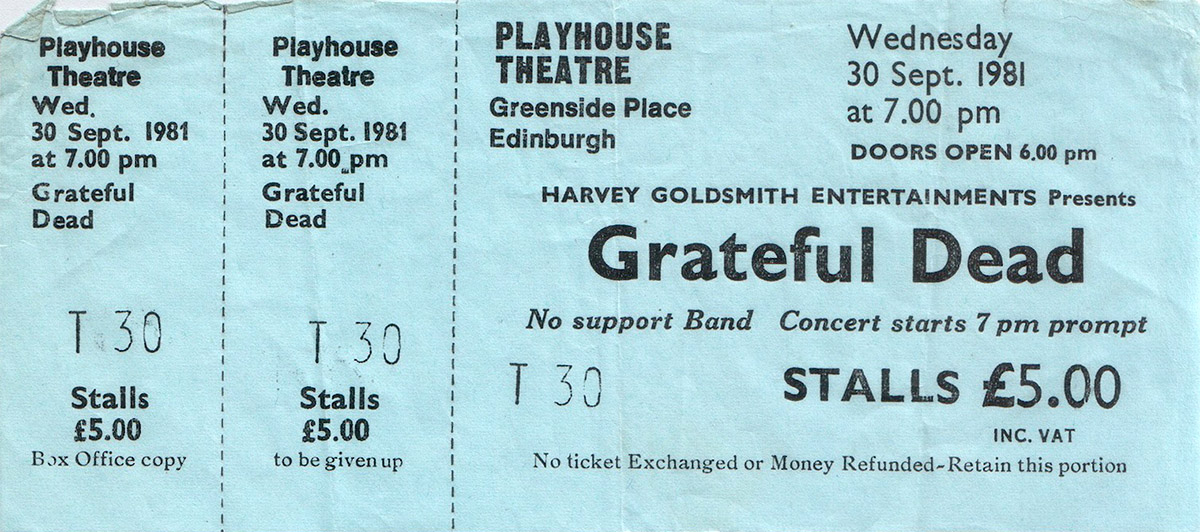 Playhouse
Theatre
Wed.
30 Sept. 1981
at 7.00 pm
Grateful
Dead
T 30
Stalls
£5.00
Box Office copy
Playhouse
Theatre
Wed.
30 Sept. 1981
at 7.00 pm
Grateful
Dead
T 30
Stalls
£5.00
to be given up
PLAYHOUSE
THEATRE
Greenside Place
Edinburgh
Wednesday
30 Sept. 1981
at 7.00 pm
DOORS OPEN 6.00 pm
HARVEY GOLDSMITH ENTERTAINMENTS Presents
Grateful Dead
No support Band Concert starts 7 pm prompt
T 30
STALLS £5.00
INC. VAT
No ticket Exchanged or Money Refunded-Retain this portion